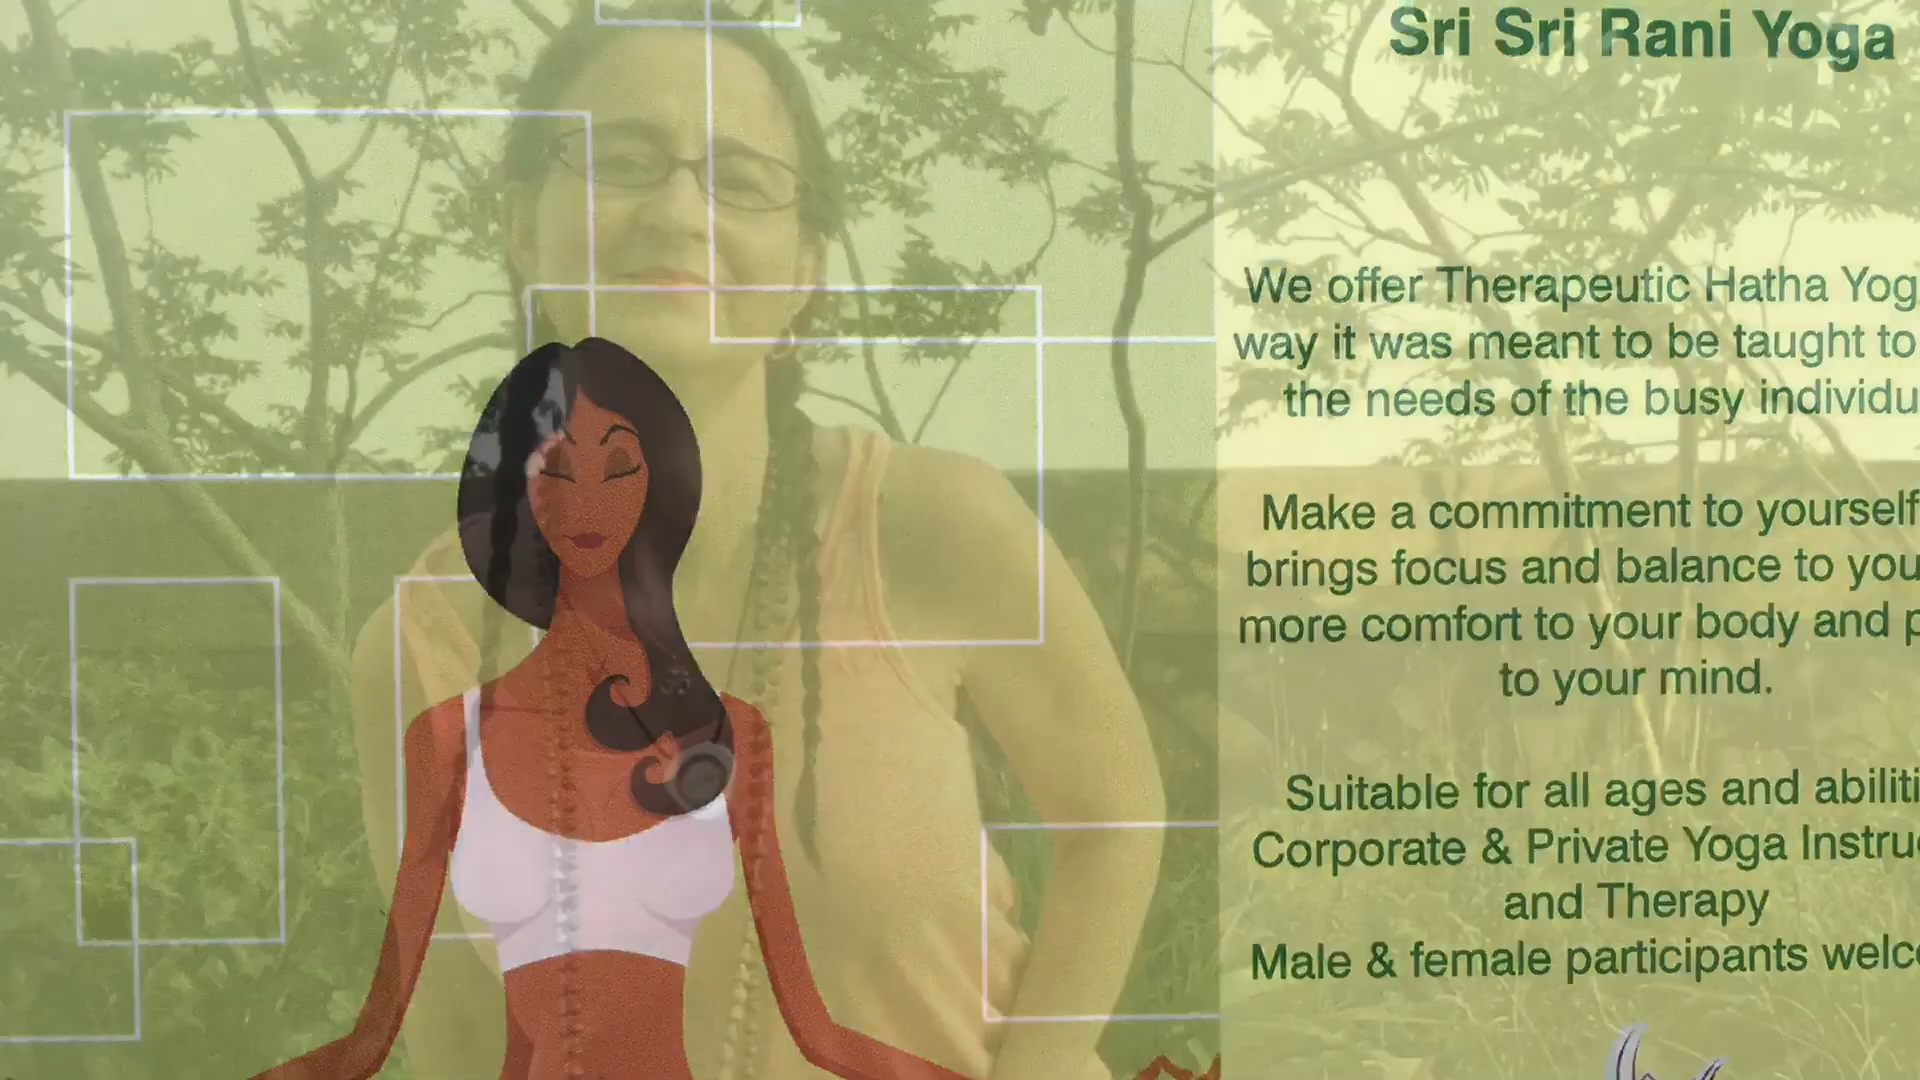 Sri Sri Rani Yoga
We offer Therapeutic Hatha Yog
way it was meant to be taught to
the needs of the busy individu
Make a commitment to yourself
brings focus and balance to you
more comfort to your body and p
to your mind.
Suitable for all ages and abiliti
Corporate & Private Yoga Instru
and Therapy
Male & female participants welc